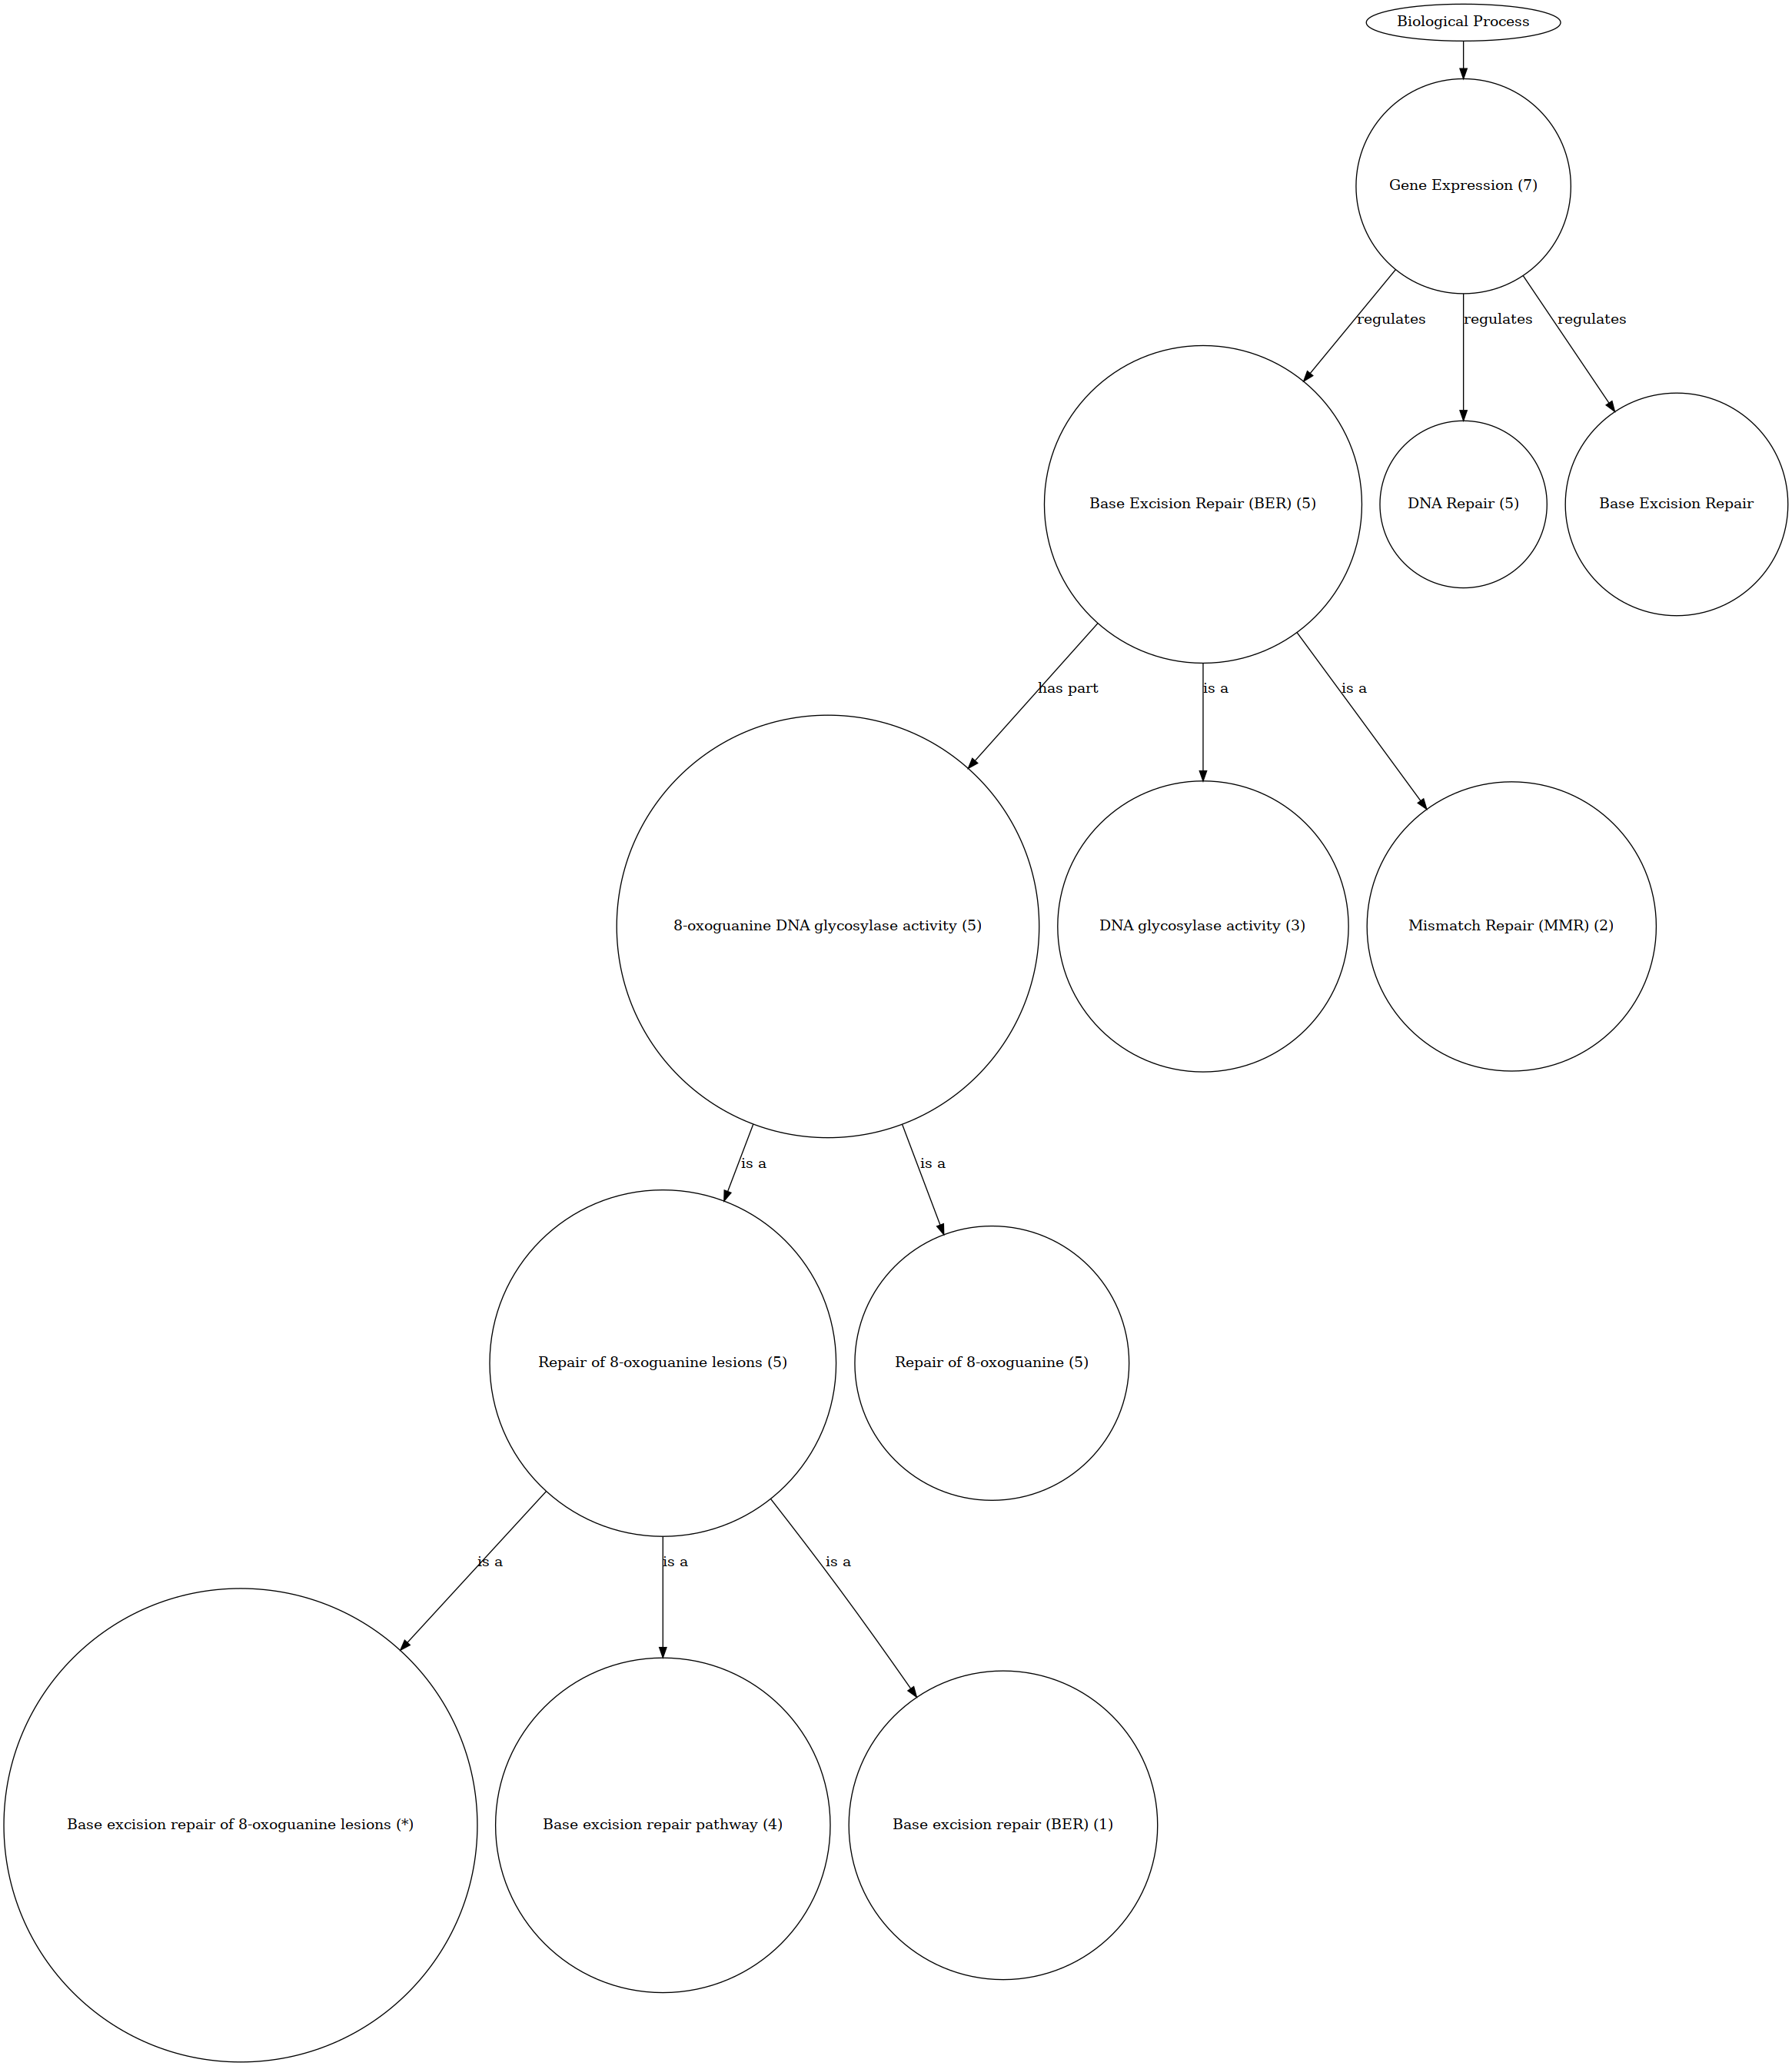 Biological Process
Gene Expression (7)
regulates
regulates
regulates
Base Excision Repair (BER) (5)
DNA Repair (5)
Base Excision Repair
has part
is a
is a
8-oxoguanine DNA glycosylase activity (5)
DNA glycosylase activity (3)
Mismatch Repair (MMR) (2)
is a
is a
Repair of 8-oxoguanine lesions (5)
Repair of 8-oxoguanine (5)
is a
is a
is a
Base excision repair of 8-oxoguanine lesions (*)
Base excision repair pathway (4)
Base excision repair (BER) (1)